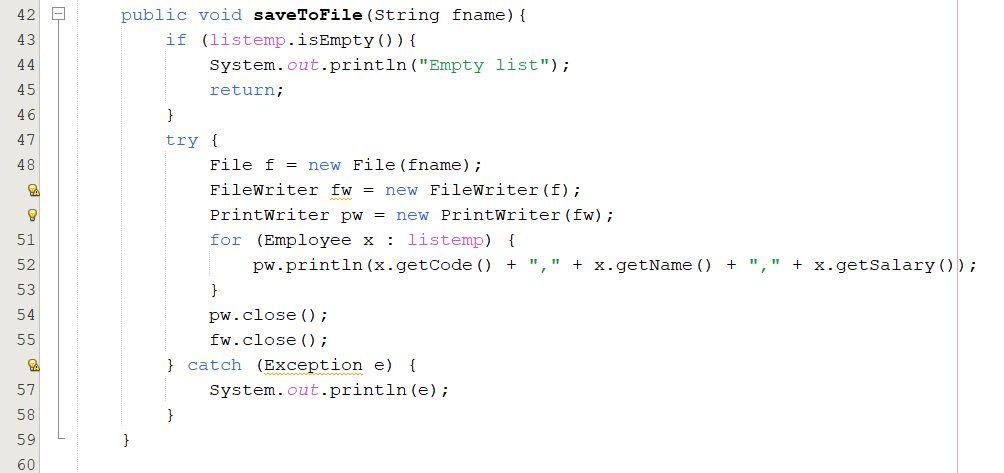 42 public void saveToFile(String fname){
43 if (listemp.isEmpty()){
44 System.out.println("Empty list");
45 return;
46 }
47 try {
48 File f = new File(fname);
FileWriter fw = new FileWriter(f);
PrintWriter pw = new PrintWriter(fw);
51 for (Employee x : listemp) {
52 pw.println(x.getCode() + "," + x.getName() + "," + x.getSalary());
53 }
54 pw.close();
55 fw.close();
} catch (Exception e) {
57 System.out.println(e);
58 }
59 }
60